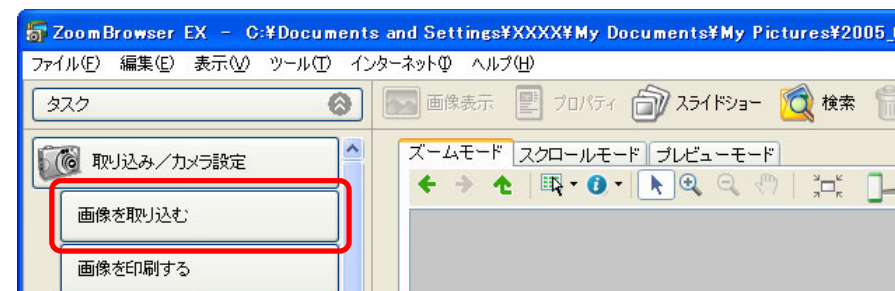 ZoomBrowser EX - C:¥Documents and Settings¥XXXX¥My Documents¥My Pictures¥2005_
ファイル(F) 編集(E) 表示(V) ツール(T) インターネット(I) ヘルプ(H)
タスク
画像表示 プロパティ スライドショー 検索
取り込み/カメラ設定
ズームモード スクロールモード プレビューモード
画像を取り込む
画像を印刷する